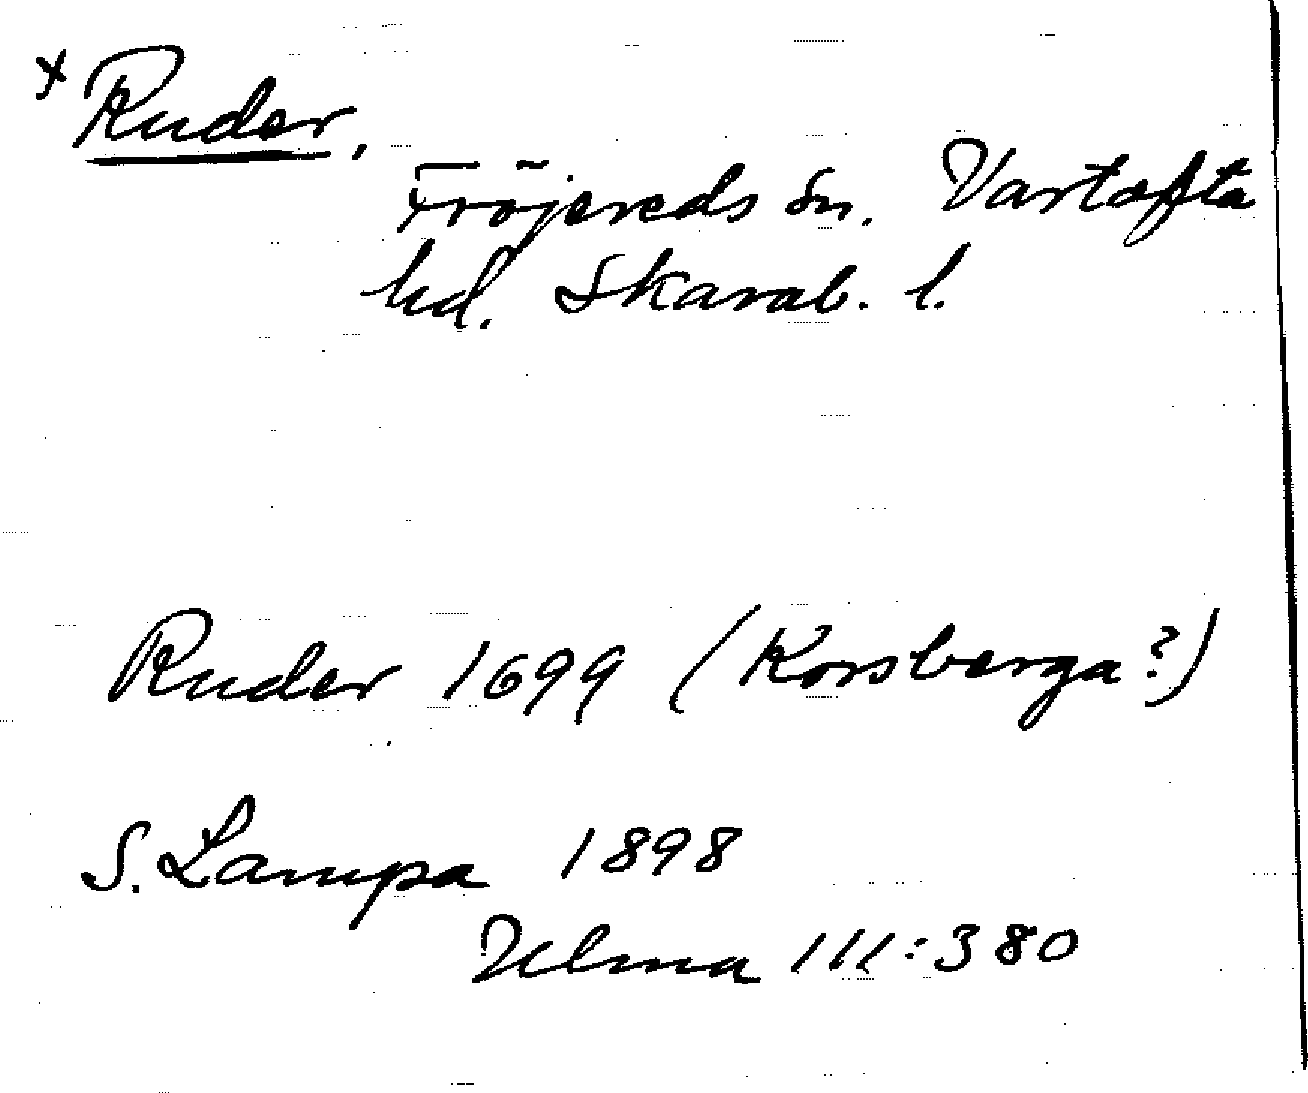 x Ruder,
Fröjereds sn. Vartofta
hd. Skarab. l.
Ruder 1699 (Korsberga?)
S. Lampa 1898
Ulma 111:380